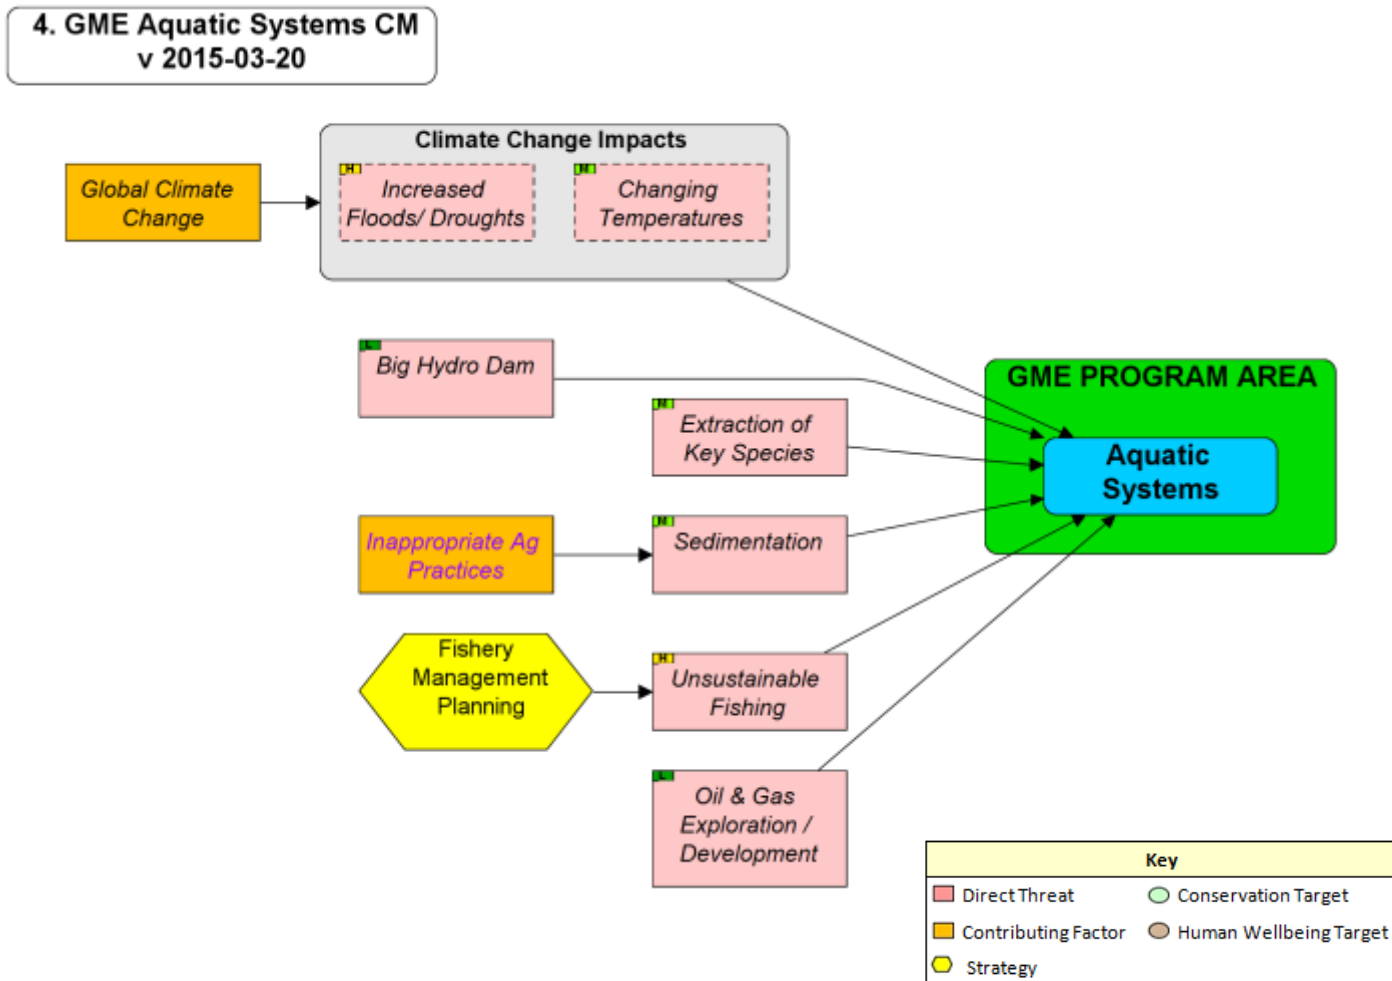 4. GME Aquatic Systems CM
v 2015-03-20
Climate Change Impacts
Global Climate
Change
H
Increased
Floods/ Droughts
M
Changing
Temperatures
L
Big Hydro Dam
GME PROGRAM AREA
Aquatic
Systems
M
Extraction of
Key Species
Inappropriate Ag
Practices
M
Sedimentation
Fishery
Management
Planning
H
Unsustainable
Fishing
L
Oil & Gas
Exploration /
Development
Key
Direct Threat
Conservation Target
Contributing Factor
Human Wellbeing Target
Strategy